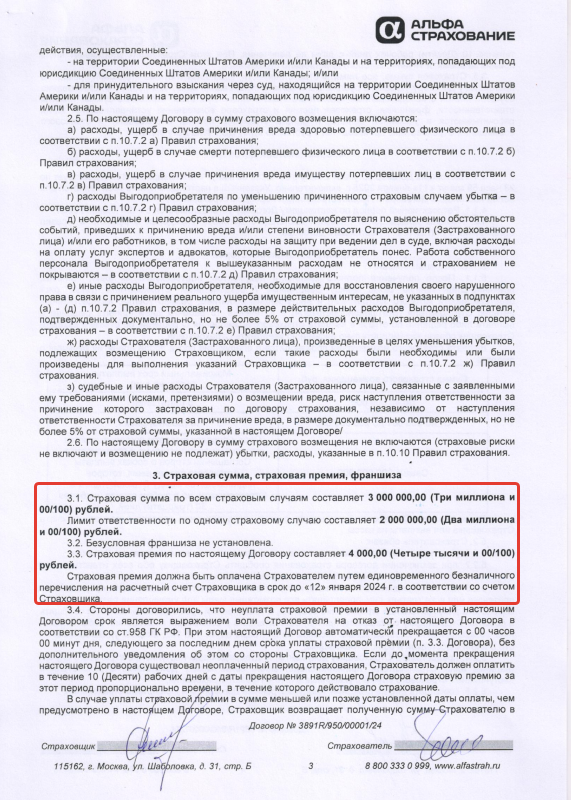 АЛЬФА
СТРАХОВАНИЕ
действия, осуществленные:
- на территории Соединенных Штатов Америки и/или Канады и на территориях, попадающих под
юрисдикцию Соединенных Штатов Америки и/или Канады; и/или
- для принудительного взыскания через суд, находящийся на территории Соединенных Штатов
Америки и/или Канады и на территориях, попадающих под юрисдикцию Соединенных Штатов Америки
и/или Канады.
2.5. По настоящему Договору в сумму страхового возмещения включаются:
а) расходы, ущерб в случае причинения вреда здоровью потерпевшего физического лица в
соответствии с п.10.7.2 а) Правил страхования;
б) расходы, ущерб в случае смерти потерпевшего физического лица в соответствии с п.10.7.2 б)
Правил страхования;
в) расходы, ущерб в случае причинения вреда имуществу потерпевших лиц в соответствии с
п.10.7.2 в) Правил страхования;
г) расходы Выгодоприобретателя по уменьшению причиненного страховым случаем убытка – в
соответствии с п.10.7.2 г) Правил страхования;
д) необходимые и целесообразные расходы Выгодоприобретателя по выяснению обстоятельств
событий, приведших к причинению вреда и/или степени виновности Страхователя (Застрахованного
лица) и/или его работников, в том числе расходы на защиту при ведении дел в суде, включая расходы
на оплату услуг экспертов и адвокатов, которые Выгодоприобретатель понес. Работа собственного
персонала Выгодоприобретателя к вышеуказанным расходам не относятся и страхованием не
покрываются – в соответствии с п.10.7.2 д) Правил страхования;
е) иные расходы Выгодоприобретателя, необходимые для восстановления своего нарушенного
права в связи с причинением реального ущерба имущественным интересам, не указанных в подпунктах
(а) - (д) п.10.7.2 Правил страхования, в размере действительных расходов Выгодоприобретателя,
подтвержденных документально, но не более 5% от страховой суммы, установленной в договоре
страхования – в соответствии с п.10.7.2 е) Правил страхования;
ж) расходы Страхователя (Застрахованного лица), произведенные в целях уменьшения убытков,
подлежащих возмещению Страховщиком, если такие расходы были необходимы или были
произведены для выполнения указаний Страховщика – в соответствии с п.10.7.2 ж) Правил
страхования.
з) судебные и иные расходы Страхователя (Застрахованного лица), связанные с заявленными
ему требованиями (исками, претензиями) о возмещении вреда, риск наступления ответственности за
причинение которого застрахован по договору страхования, независимо от наступления
ответственности Страхователя за причинение вреда, в размере документально подтвержденных, но не
более 5% от страховой суммы, указанной в настоящем Договоре/
2.6. По настоящему Договору в сумму страхового возмещения не включаются (страховые риски
не включают и возмещению не подлежат) убытки, расходы, указанные в п.10.10 Правил страхования.
3. Страховая сумма, страховая премия, франшиза
3.1. Страховая сумма по всем страховым случаям составляет 3 000 000,00 (Три миллиона и
00/100) рублей.
Лимит ответственности по одному страховому случаю составляет 2 000 000,00 (Два миллиона
и 00/100) рублей.
3.2. Безусловная франшиза не установлена.
3.3. Страховая премия по настоящему Договору составляет 4 000,00 (Четыре тысячи и 00/100)
рублей.
Страховая премия должна быть оплачена Страхователем путем единовременного безналичного
перечисления на расчетный счет Страховщика в срок до «12» января 2024 г. в соответствии со счетом
Страховщика.
3.4. Стороны договорились, что неуплата страховой премии в установленный настоящим
Договором срок является выражением воли Страхователя на отказ от настоящего Договора в
соответствии со ст.958 ГК РФ. При этом настоящий Договор автоматически прекращается с 00 часов
00 минут дня, следующего за последним днем срока уплаты страховой премии (п. 3.3. Договора), без
дополнительного уведомления об этом со стороны Страховщика. Если до момента прекращения
настоящего Договора существовал неоплаченный период страхования, Страхователь должен оплатить
в течение 10 (Десяти) рабочих дней с даты прекращения настоящего Договора страховую премию за
этот период пропорционально времени, в течение которого действовало страхование.
В случае уплаты страховой премии в сумме меньшей или позже установленной даты оплаты, чем
предусмотрено в настоящем Договоре, Страховщик возвращает полученную сумму Страхователю в
Договор № 3891R/950/00001/24
Страховщик Страхователь
115162, г. Москва, ул. Шаболовка, д. 31, стр. Б 3 8 800 333 0 999, www.alfastrah.ru